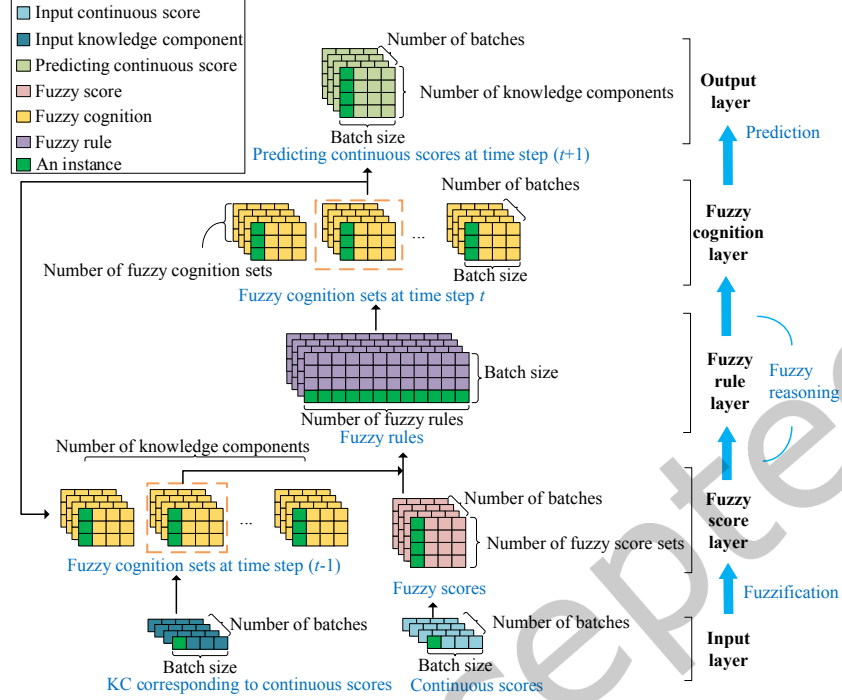 Input continuous score
Input knowledge component
Predicting continuous score
Fuzzy score
Fuzzy cognition
Fuzzy rule
An instance
Number of batches
Number of knowledge components
Batch size
Predicting continuous scores at time step (t+1)
Output
layer
Prediction
Number of batches
...
Number of fuzzy cognition sets
Batch size
Fuzzy cognition sets at time step t
Fuzzy
cognition
layer
Batch size
Number of fuzzy rules
Fuzzy rules
Fuzzy
rule
layer
Fuzzy
reasoning
Number of knowledge components
...
Fuzzy cognition sets at time step (t-1)
Number of batches
Number of fuzzy score sets
Fuzzy scores
Fuzzy
score
layer
Fuzzification
Number of batches
Batch size
KC corresponding to continuous scores
Number of batches
Batch size
Continuous scores
Input
layer
cepte